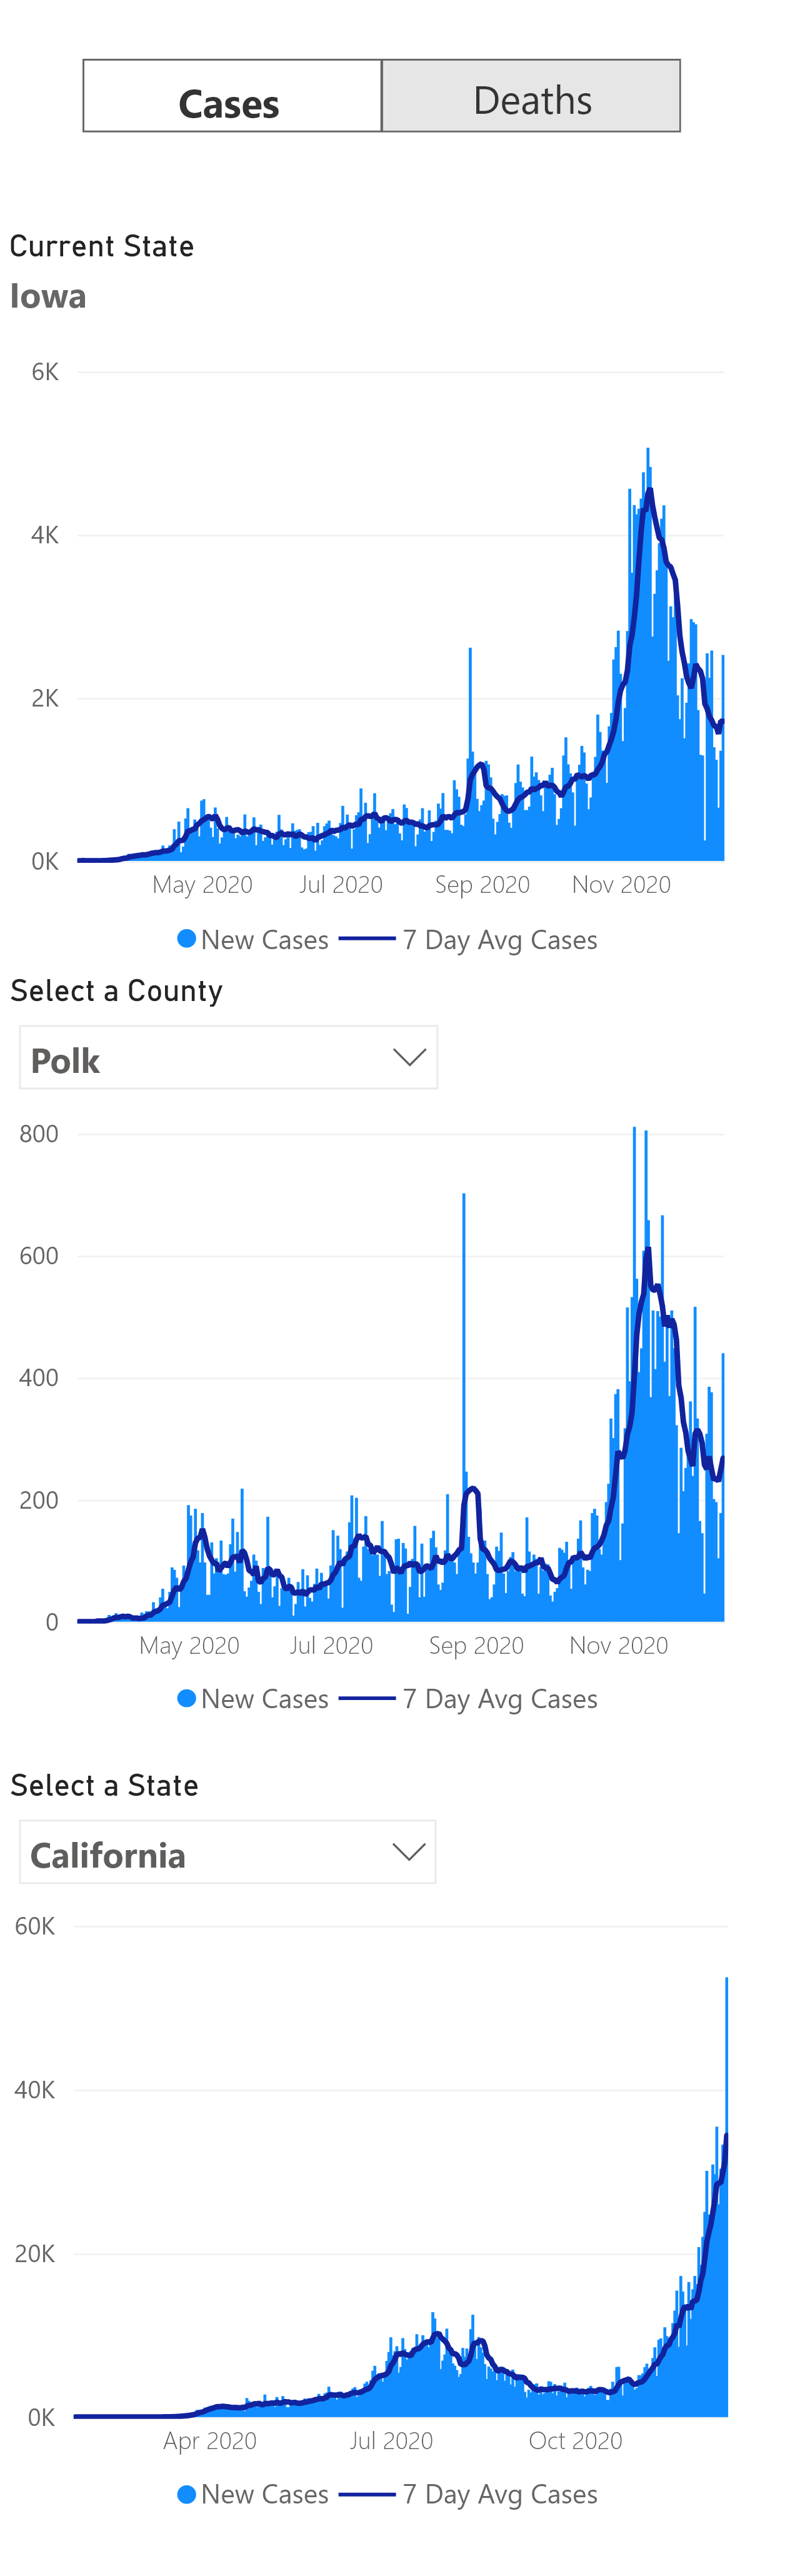 Cases Deaths
Current State
Iowa
6K
4K
2K
0K
May 2020 Jul 2020 Sep 2020 Nov 2020
New Cases 7 Day Avg Cases
Select a County
Polk
800
600
400
200
0
May 2020 Jul 2020 Sep 2020 Nov 2020
New Cases 7 Day Avg Cases
Select a State
California
60K
40K
20K
0K
Apr 2020 Jul 2020 Oct 2020
New Cases 7 Day Avg Cases